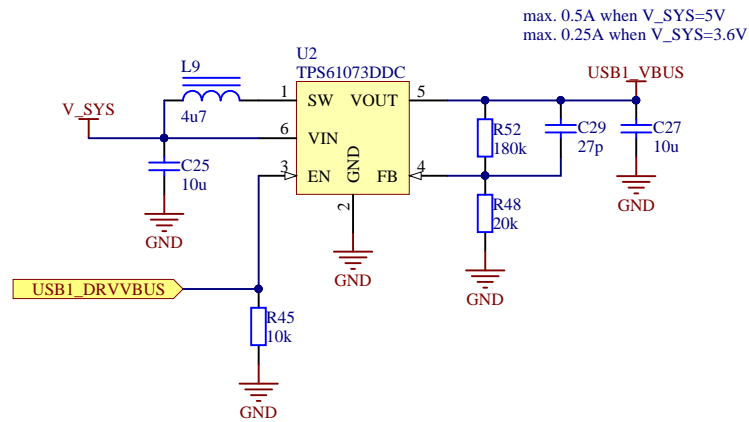 max. 0.5A when V_SYS=5V
max. 0.25A when V_SYS=3.6V
U2
TPS61073DDC
L9
4u7
V_SYS
USB1_VBUS
1 SW VOUT 5
6 VIN
3 EN GND FB 4
2
C25
10u
GND
R52
180k
C29
27p
C27
10u
R48
20k
GND
GND
GND
USB1_DRVVBUS
R45
10k
GND